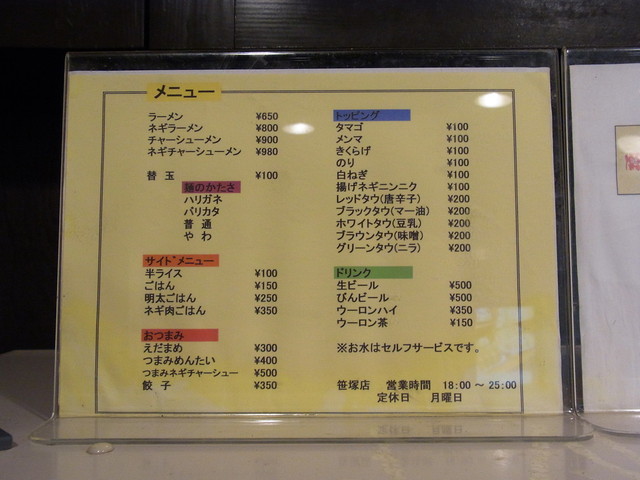 メニュー
ラーメン ¥650
ネギラーメン ¥800
チャーシューメン ¥900
ネギチャーシューメン ¥980
替 玉 ¥100
麺のかたさ
ハリガネ
バリカタ
普 通
や わ
サイドメニュー
半ライス ¥100
ごはん ¥150
明太ごはん ¥250
ネギ肉ごはん ¥350
おつまみ
えだまめ ¥300
つまみめんたい ¥400
つまみネギチャーシュー ¥500
餃 子 ¥350
トッピング
タマゴ ¥100
メンマ ¥100
きくらげ ¥100
のり ¥100
白ねぎ ¥100
揚げネギニンニク ¥100
レッドタウ(唐辛子) ¥200
ブラックタウ(マー油) ¥200
ホワイトタウ(豆乳) ¥200
ブラウンタウ(味噌) ¥200
グリーンタウ(ニラ) ¥200
ドリンク
生ビール ¥500
びんビール ¥500
ウーロンハイ ¥350
ウーロン茶 ¥150
※お水はセルフサービスです。
笹塚店 営業時間 18:00 ～ 25:00
定休日 月曜日